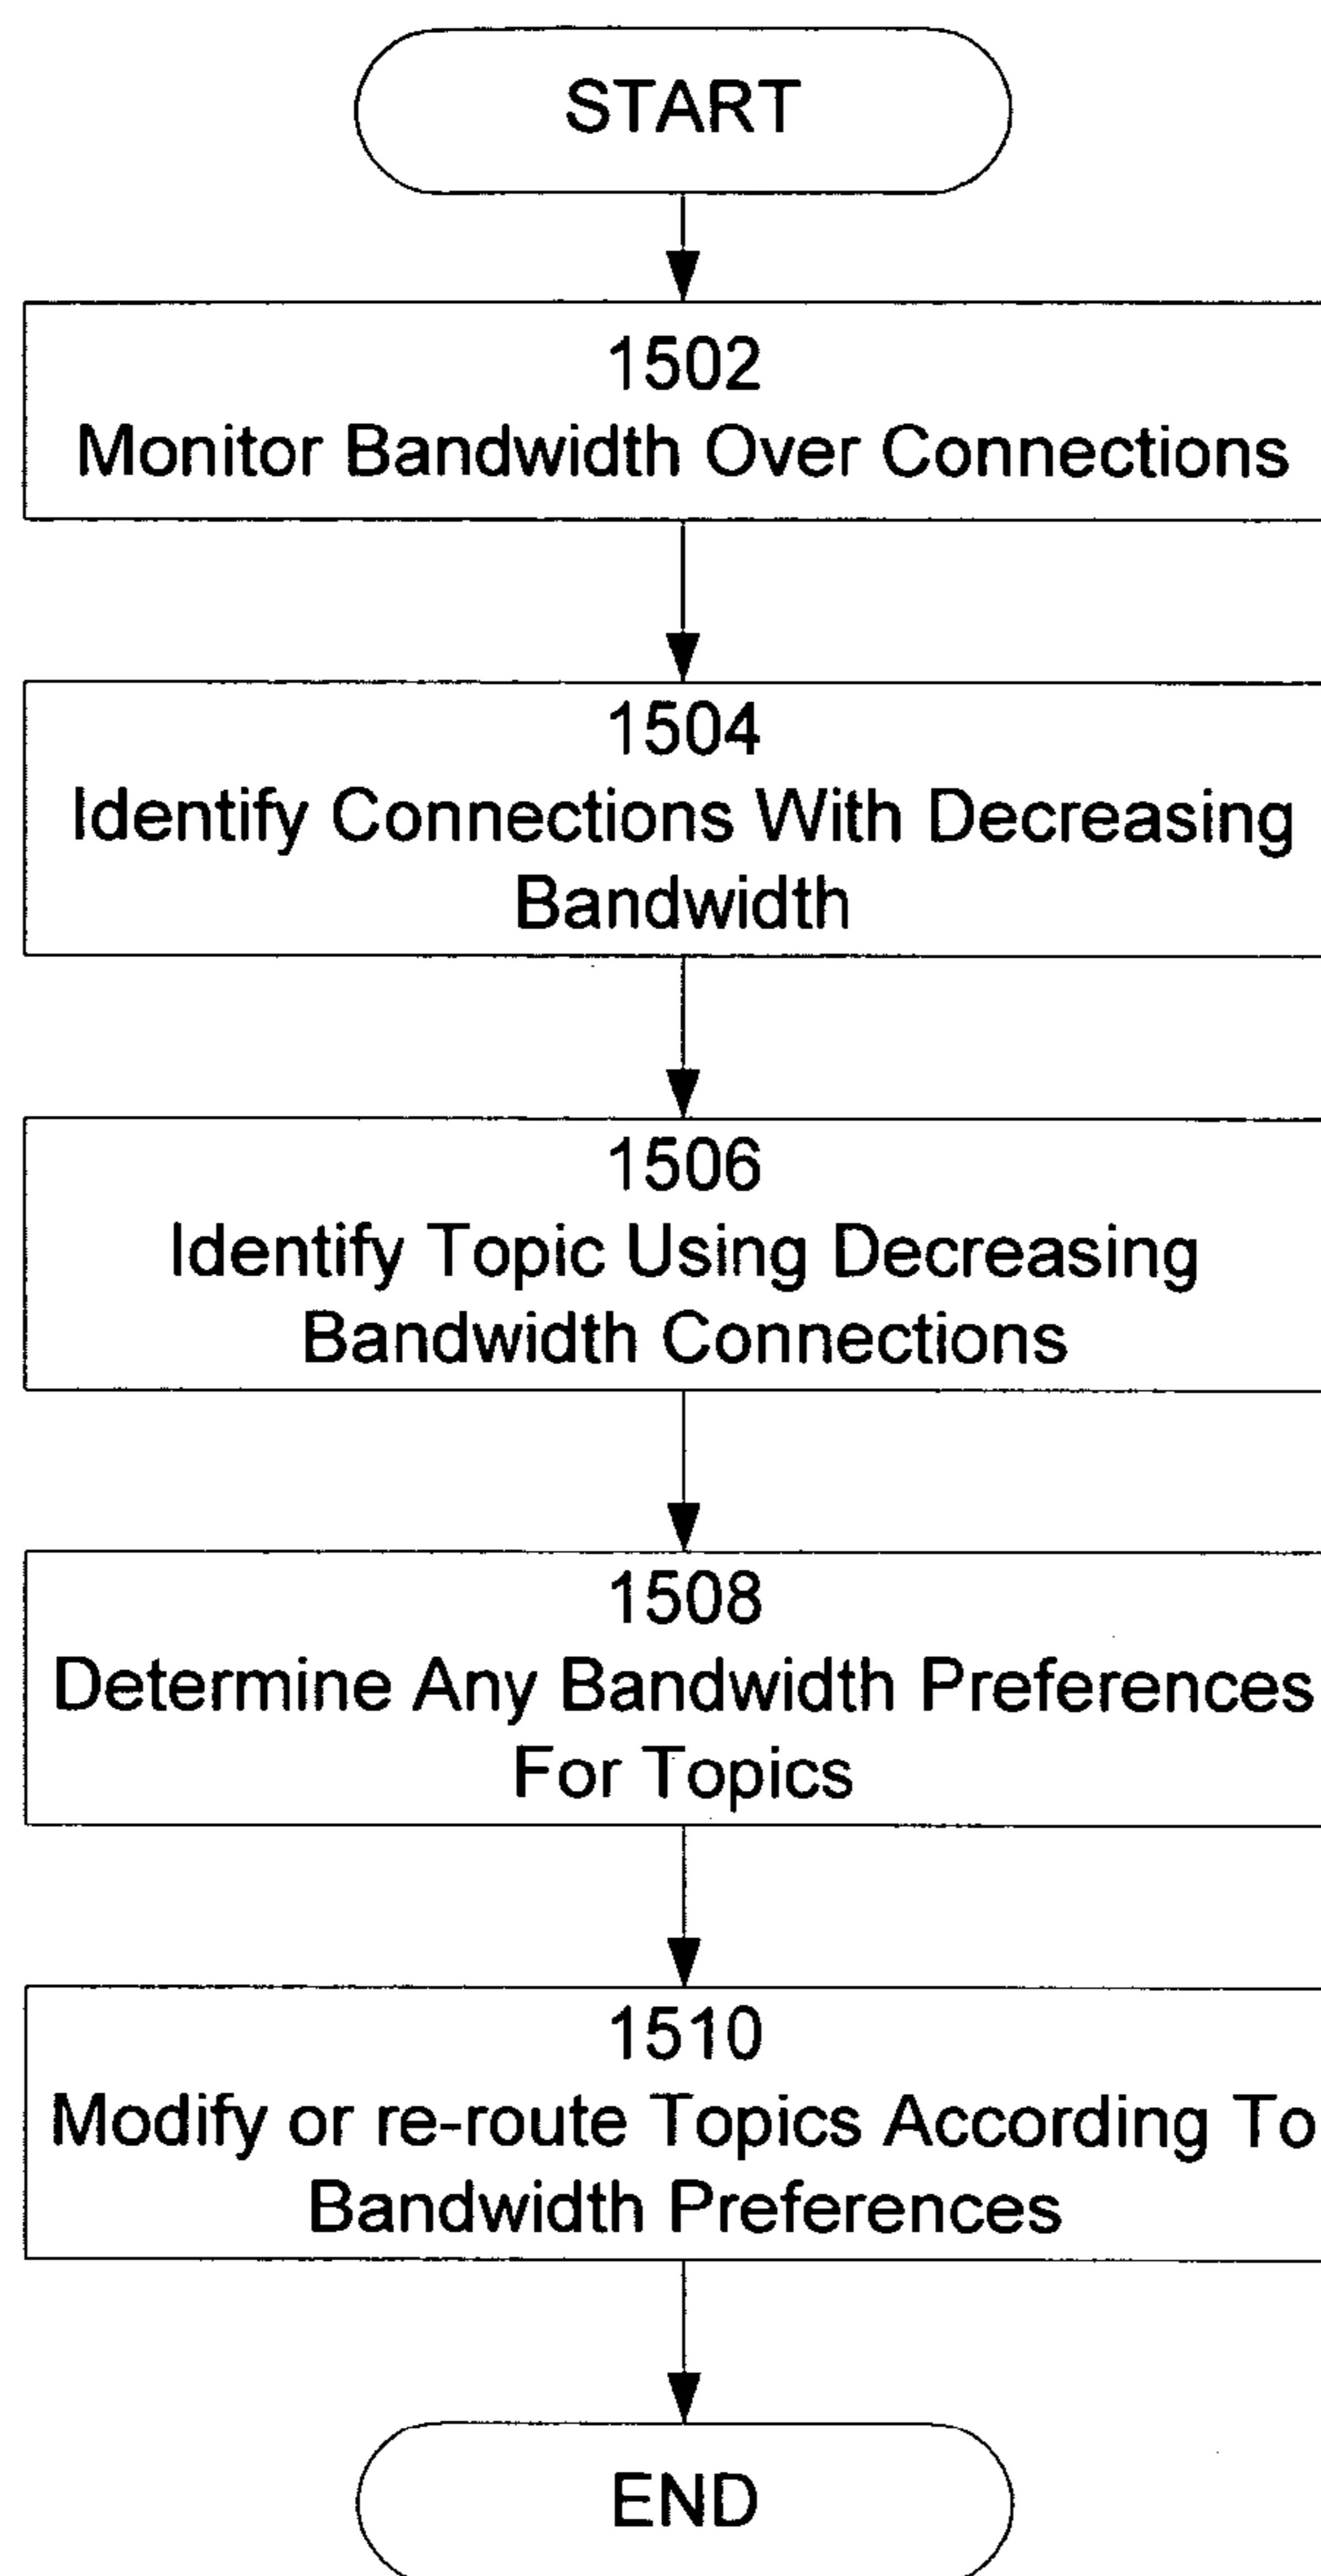 START
1502
Monitor Bandwidth Over Connections
1504
Identify Connections With Decreasing
Bandwidth
1506
Identify Topic Using Decreasing
Bandwidth Connections
1508
Determine Any Bandwidth Preferences
For Topics
1510
Modify or re-route Topics According To
Bandwidth Preferences
END